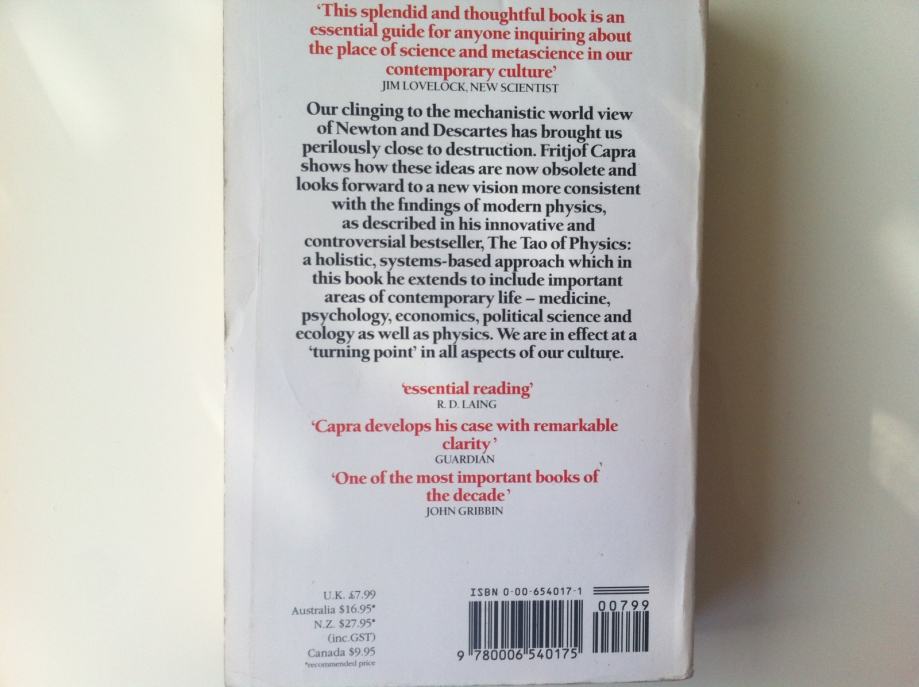 ‘This splendid and thoughtful book is an
essential guide for anyone inquiring about
the place of science and metascience in our
contemporary culture’
JIM LOVELOCK, NEW SCIENTIST
Our clinging to the mechanistic world view
of Newton and Descartes has brought us
perilously close to destruction. Fritjof Capra
shows how these ideas are now obsolete and
looks forward to a new vision more consistent
with the findings of modern physics,
as described in his innovative and
controversial bestseller, The Tao of Physics:
a holistic, systems-based approach which in
this book he extends to include important
areas of contemporary life – medicine,
psychology, economics, political science and
ecology as well as physics. We are in effect at a
‘turning point’ in all aspects of our culture.
‘essential reading’
R. D. LAING
‘Capra develops his case with remarkable
clarity’
GUARDIAN
‘One of the most important books of
the decade’
JOHN GRIBBIN
U.K. £7.99
Australia $16.95*
N.Z. $27.95*
(inc.GST)
Canada $9.95
*recommended price
ISBN 0-00-654017-1
00799
9 780006 540175